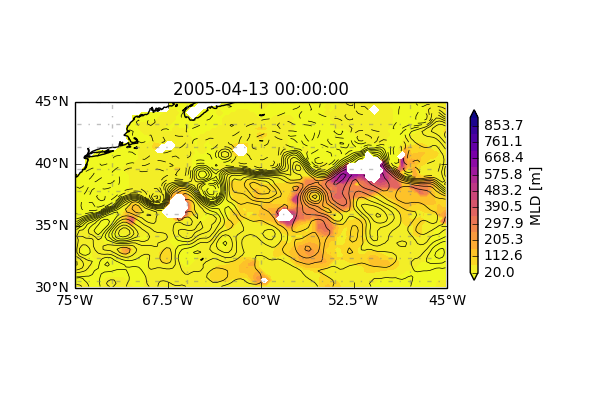 2005-04-13 00:00:00
45°N
40°N
35°N
30°N
75°W
67.5°W
60°W
52.5°W
45°W
853.7
761.1
668.4
575.8
483.2
390.5
297.9
205.3
112.6
20.0
MLD [m]